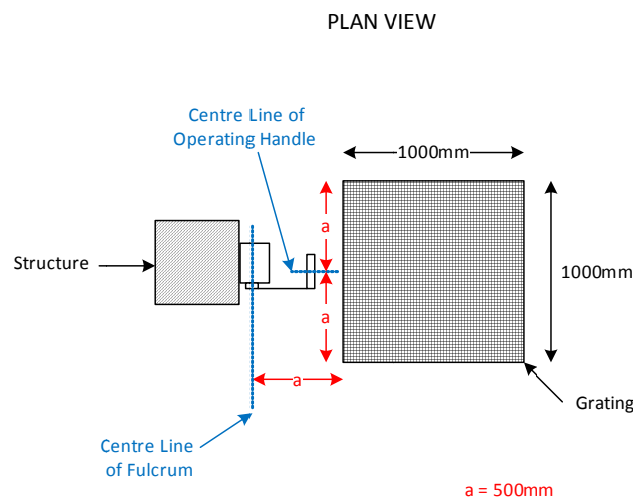 PLAN VIEW
Centre Line of
Operating Handle
1000mm
a
Structure
1000mm
a
a
Grating
Centre Line
of Fulcrum
a = 500mm